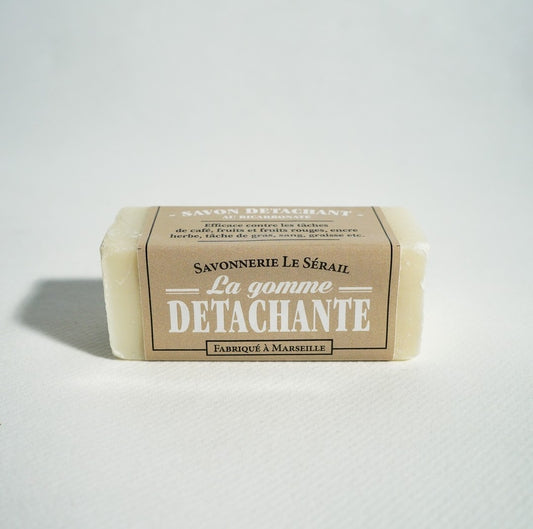 - SAVON DETACHANT -
AU BICARBONATE
Efficace contre les tâches
de café, fruits et fruits rouges, encre
herbe, tâche de gras, sang, graisse etc.
SAVONNERIE LE SÉRAIL
La gomme
DETACHANTE
FABRIQUÉ À MARSEILLE